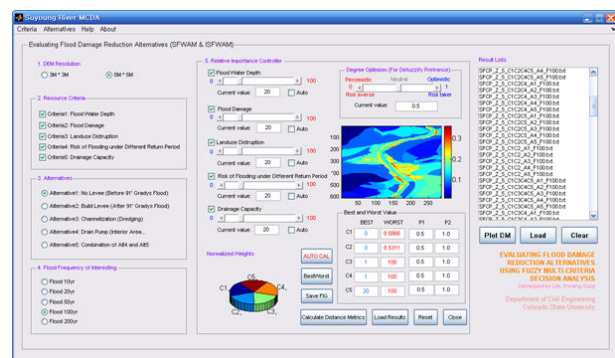 Suyoung River MCDA
Criteria Alternatives Help About
Evaluating Flood Damage Reduction Alternatives (SFWAM & ISFWAM)
1. DEM Resolution
3M * 3M
5M * 5M
2. Resource Criteria
Criteria1: Flood Water Depth
Criteria2: Flood Damage
Criteria3: Landuse Distruption
Criteria4: Risk of Flooding under Different Return Period
Criteria5: Drainage Capacity
3. Alternatives
Alternative1: No Levee (Before 91' Gradys Flood)
Alternative2: Build Levee (After 91' Gradys Flood)
Alternative3: Channelization (Dredging)
Alternative4: Drain Pump (Interior Area...
Alternative5: Combination of Alt4 and Alt5
4. Flood Frequency of Interesting
Flood 10yr
Flood 20yr
Flood 50yr
Flood 100yr
Flood 200yr
5. Relative Importance Controller
Flood Water Depth
0 100
Current value: 20 Auto
Flood Damage
0 100
Current value: 20 Auto
Landuse Distruption
0 100
Current value: 20 Auto
Risk of Flooding under Different Return Period
0 100
Current value: 20 Auto
Drainage Capacity
0 100
Current value: 20 Auto
Normalized Weights
C5,
C1, C4,
C2, C3,
AUTO CAL
Best/Worst
Save FIG
Degree Optimism (For Defuzzify Prefrence)
Pessimistic Neutral Optimistic
0 1
Risk averse Risk taker
Current value: 0.5
100
200
300
400
500
600
50 100 150 200 250
0.3
0.2
0.1
Best and Worst Value
BEST WORST P1 P2
C1 0 0.5 1.0
C2 0 0.5311 0.5 1.0
C3 1 100 0.5 1.0
C4 1 100 0.5 1.0
C5 20 100 0.5 1.0
Calculate Distance Metrics Load Results Reset Close
Result Lists
Plot DM Load Clear
EVALUATING FLOOD DAMAGE
REDUCTION ALTERNATIVES
USING FUZZY MULTI-CRITERIA
DECISION ANALYSIS
Developed by Lee,
Department of Civil Engineering
Colorado State University